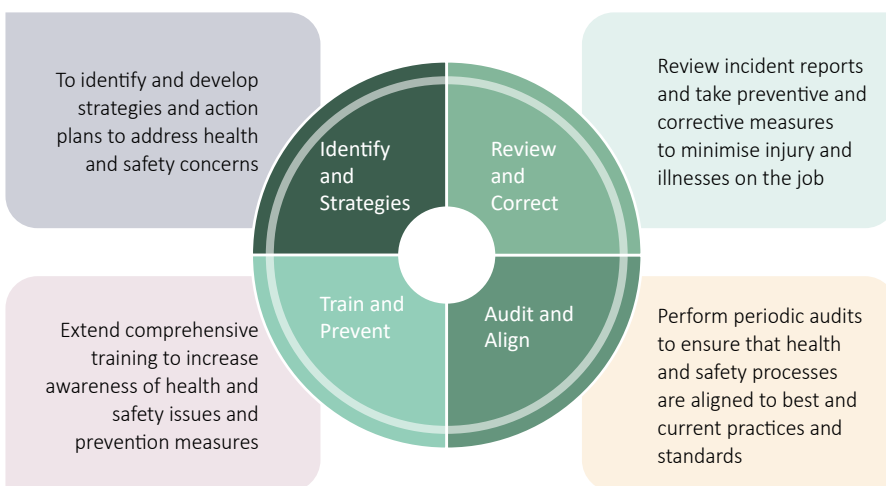 To identify and develop
strategies and action
plans to address health
and safety concerns
Identify
and
Strategies
Review
and
Correct
Review incident reports
and take preventive and
corrective measures
to minimise injury and
illnesses on the job
Extend comprehensive
training to increase
awareness of health and
safety issues and
prevention measures
Train and
Prevent
Audit and
Align
Perform periodic audits
to ensure that health
and safety processes
are aligned to best and
current practices and
standards